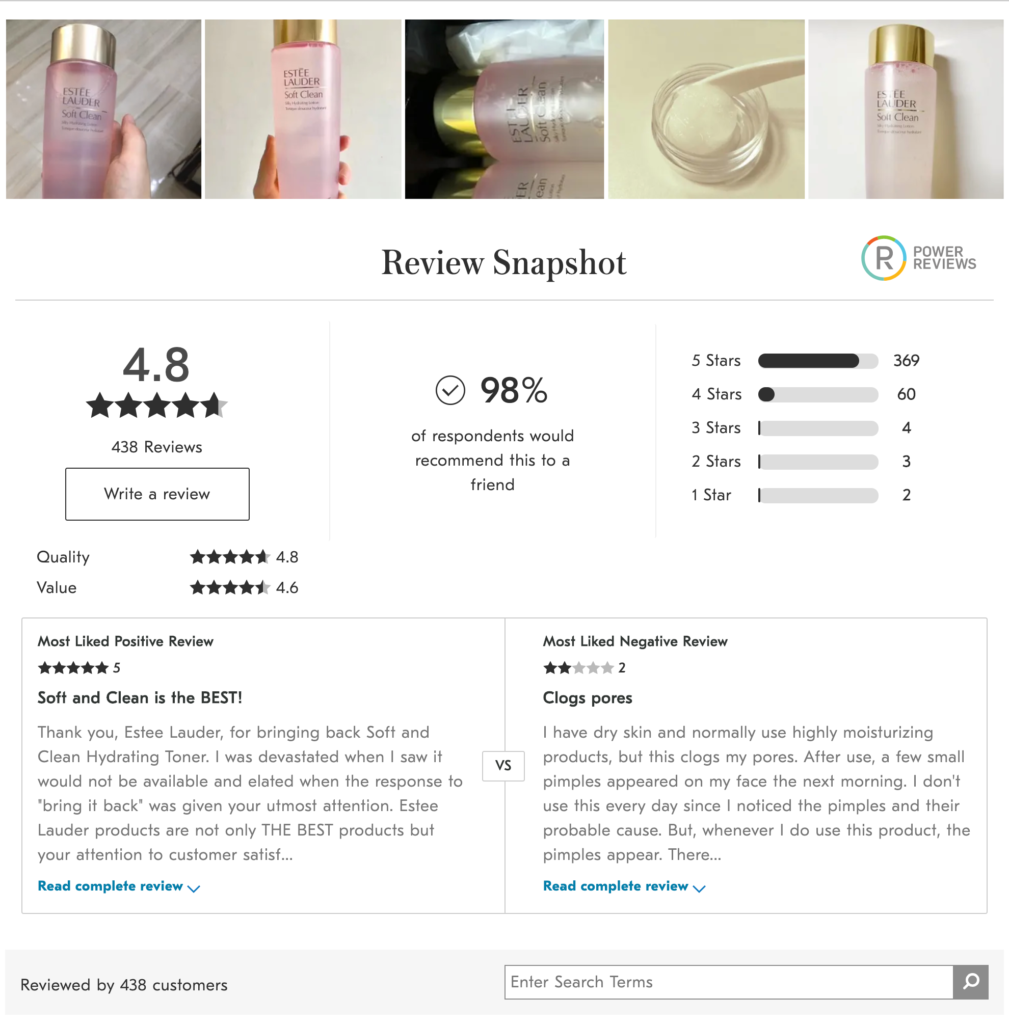 ESTĒE
LAUDER
Soft Clean
ESTĒE
LAUDER
Soft Clean
Silky Hydrating Lotion
ESTĒE
LAUDER
Soft Clean
ESTĒE
LAUDER
Soft Clean
Review Snapshot
R POWER
REVIEWS
4.8
438 Reviews
Write a review
98%
of respondents would
recommend this to a
friend
5 Stars 369
4 Stars 60
3 Stars 4
2 Stars 3
1 Star 2
Quality 4.8
Value 4.6
Most Liked Positive Review
5
Soft and Clean is the BEST!
Thank you, Estee Lauder, for bringing back Soft and
Clean Hydrating Toner. I was devastated when I saw it
would not be available and elated when the response to
"bring it back" was given your utmost attention. Estee
Lauder products are not only THE BEST products but
your attention to customer satisf...
Read complete review
VS
Most Liked Negative Review
2
Clogs pores
I have dry skin and normally use highly moisturizing
products, but this clogs my pores. After use, a few small
pimples appeared on my face the next morning. I don't
use this every day since I noticed the pimples and their
probable cause. But, whenever I do use this product, the
pimples appear. There...
Read complete review
Reviewed by 438 customers
Enter Search Terms